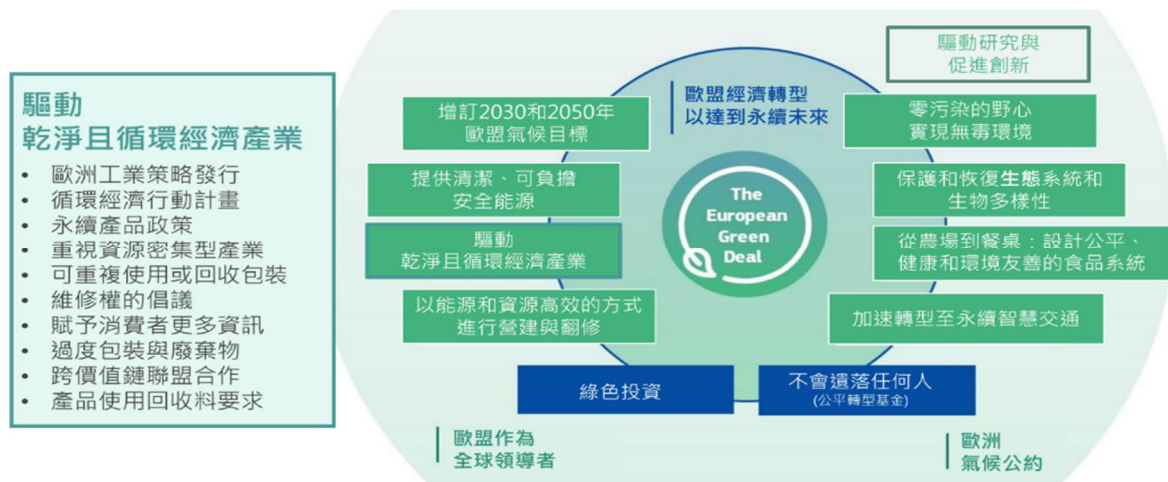 驅動
乾淨且循環經濟產業
• 歐洲工業策略發行
• 循環經濟行動計畫
• 永續產品政策
• 重視資源密集型產業
• 可重複使用或回收包裝
• 維修權的倡議
• 賦予消費者更多資訊
• 過度包裝與廢棄物
• 跨價值鏈聯盟合作
• 產品使用回收料要求
歐盟經濟轉型
以達到永續未來
增訂2030和2050年
歐盟氣候目標
提供清潔、可負擔
安全能源
驅動
乾淨且循環經濟產業
以能源和資源高效的方式
進行營建與翻修
The
European
Green
Deal
驅動研究與
促進創新
零污染的野心
實現無毒環境
保護和恢復生態系統和
生物多樣性
從農場到餐桌：設計公平、
健康和環境友善的食品系統
加速轉型至永續智慧交通
綠色投資
不會遺落任何人
(公平轉型基金)
歐盟作為
全球領導者
歐洲
氣候公約